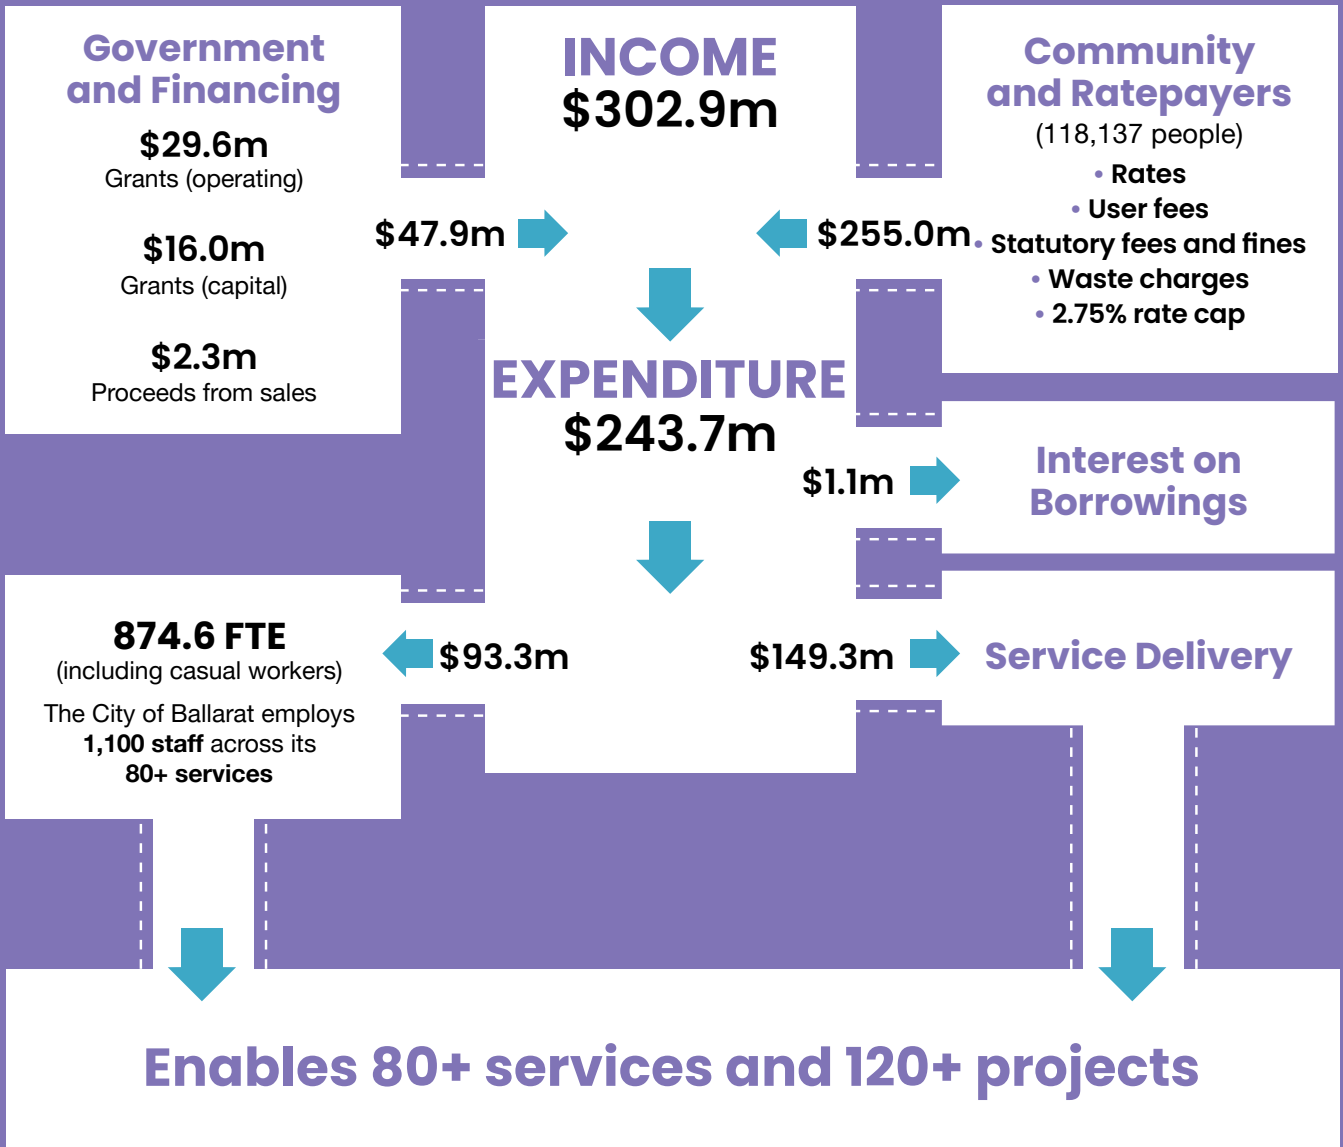 Government
and Financing
$29.6m
Grants (operating)
$16.0m
Grants (capital)
$2.3m
Proceeds from sales
$47.9m
INCOME
$302.9m
$255.0m
Community
and Ratepayers
(118,137 people)
• Rates
• User fees
• Statutory fees and fines
• Waste charges
• 2.75% rate cap
EXPENDITURE
$243.7m
$1.1m
Interest on
Borrowings
874.6 FTE
(including casual workers)
The City of Ballarat employs
1,100 staff across its
80+ services
$93.3m
$149.3m
Service Delivery
Enables 80+ services and 120+ projects